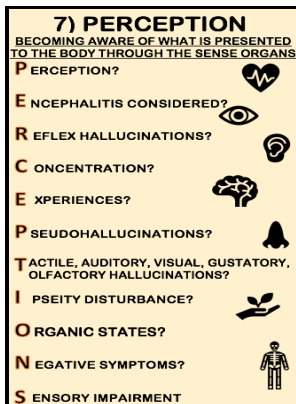 7) PERCEPTION
BECOMING AWARE OF WHAT IS PRESENTED
TO THE BODY THROUGH THE SENSE ORGANS
PERCEPTION?
ENCEPHALITIS CONSIDERED?
REFLEX HALLUCINATIONS?
CONCENTRATION?
EXPERIENCES?
PSEUDOHALLUCINATIONS?
TACTILE, AUDITORY, VISUAL, GUSTATORY,
OLFACTORY HALLUCINATIONS?
IPSEITY DISTURBANCE?
ORGANIC STATES?
NEGATIVE SYMPTOMS?
SENSORY IMPAIRMENT